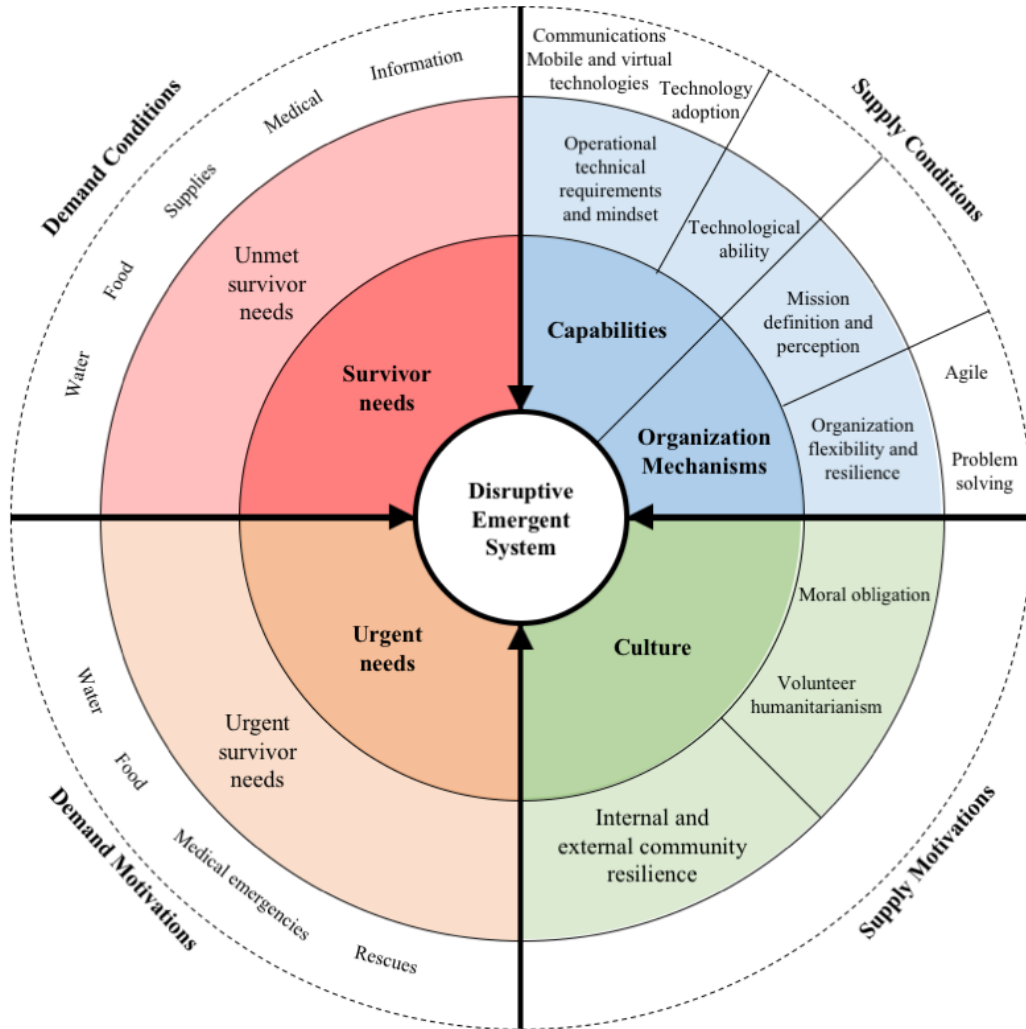 Communications
Mobile and virtual
technologies
Technology
adoption
Information
Medical
Supplies
Food
Water
Demand Conditions
Supply Conditions
Operational
technical
requirements
and mindset
Technological
ability
Mission
definition and
perception
Agile
Organization
flexibility and
resilience
Problem
solving
Unmet
survivor
needs
Survivor
needs
Capabilities
Organization
Mechanisms
Disruptive
Emergent
System
Urgent
needs
Culture
Moral obligation
Volunteer
humanitarianism
Urgent
survivor
needs
Internal and
external community
resilience
Water
Food
Medical emergencies
Rescues
Demand Motivations
Supply Motivations